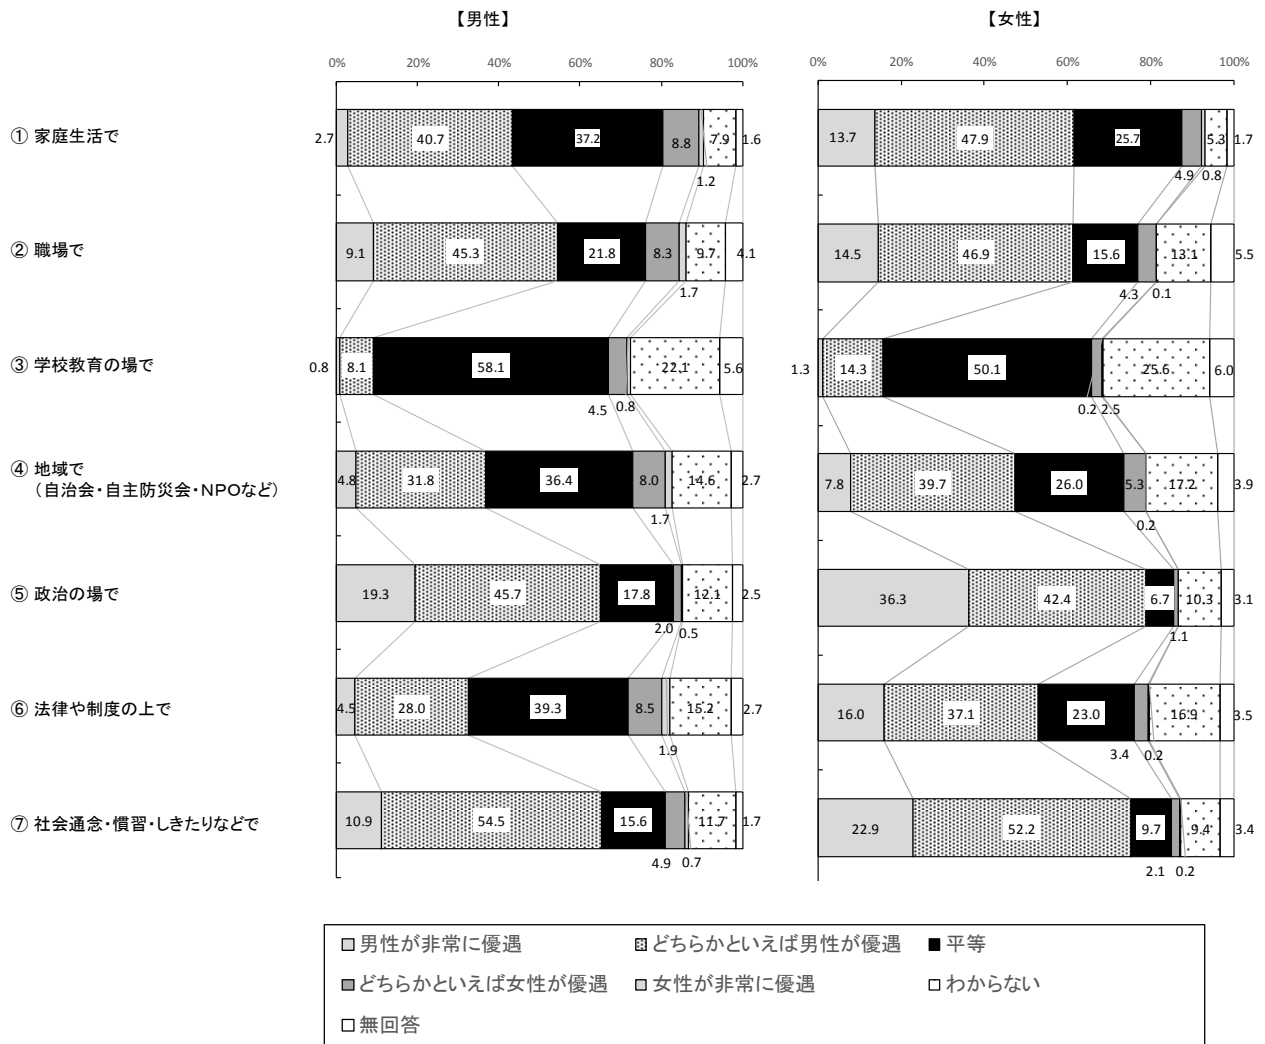 【男性】
【女性】
0% 20% 40% 60% 80% 100%
0% 20% 40% 60% 80% 100%
① 家庭生活で
2.7 40.7 37.2 8.8 7.9 1.6
1.2
13.7 47.9 25.7 5.3 1.7
4.9 0.8
② 職場で
9.1 45.3 21.8 8.3 9.7 4.1
1.7
14.5 46.9 15.6 13.1 5.5
4.3 0.1
③ 学校教育の場で
0.8 8.1 58.1 22.1 5.6
4.5 0.8
1.3 14.3 50.1 25.6 6.0
0.2 2.5
④ 地域で
（自治会・自主防災会・NPOなど）
4.8 31.8 36.4 8.0 14.6 2.7
1.7
7.8 39.7 26.0 5.3 17.2 3.9
0.2
⑤ 政治の場で
19.3 45.7 17.8 12.1 2.5
2.0 0.5
36.3 42.4 6.7 10.3 3.1
1.1
⑥ 法律や制度の上で
4.5 28.0 39.3 8.5 15.2 2.7
1.9
16.0 37.1 23.0 16.9 3.5
3.4 0.2
⑦ 社会通念・慣習・しきたりなどで
10.9 54.5 15.6 11.7 1.7
4.9 0.7
22.9 52.2 9.7 9.4 3.4
2.1 0.2
男性が非常に優遇 どちらかといえば男性が優遇 平等
どちらかといえば女性が優遇 女性が非常に優遇 わからない
無回答